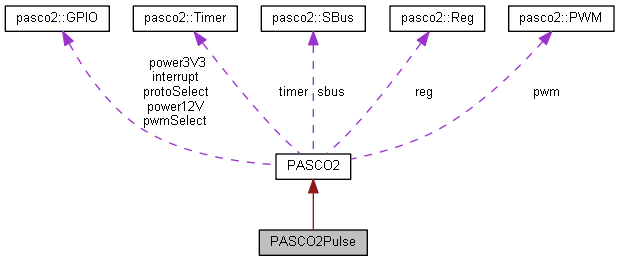 pasco2::GPIO
pasco2::Timer
pasco2::SBus
pasco2::Reg
pasco2::PWM
power3V3
interrupt
protoSelect
power12V
pwmSelect
timer
sbus
reg
pwm
PASCO2
PASCO2Pulse